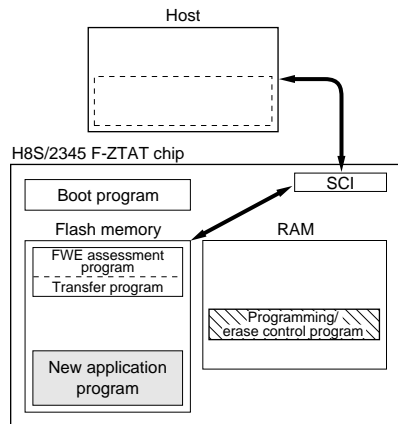 Host
H8S/2345 F-ZTAT chip
SCI
Boot program
Flash memory
RAM
FWE assessment
program
Transfer program
Programming/
erase control program
New application
program